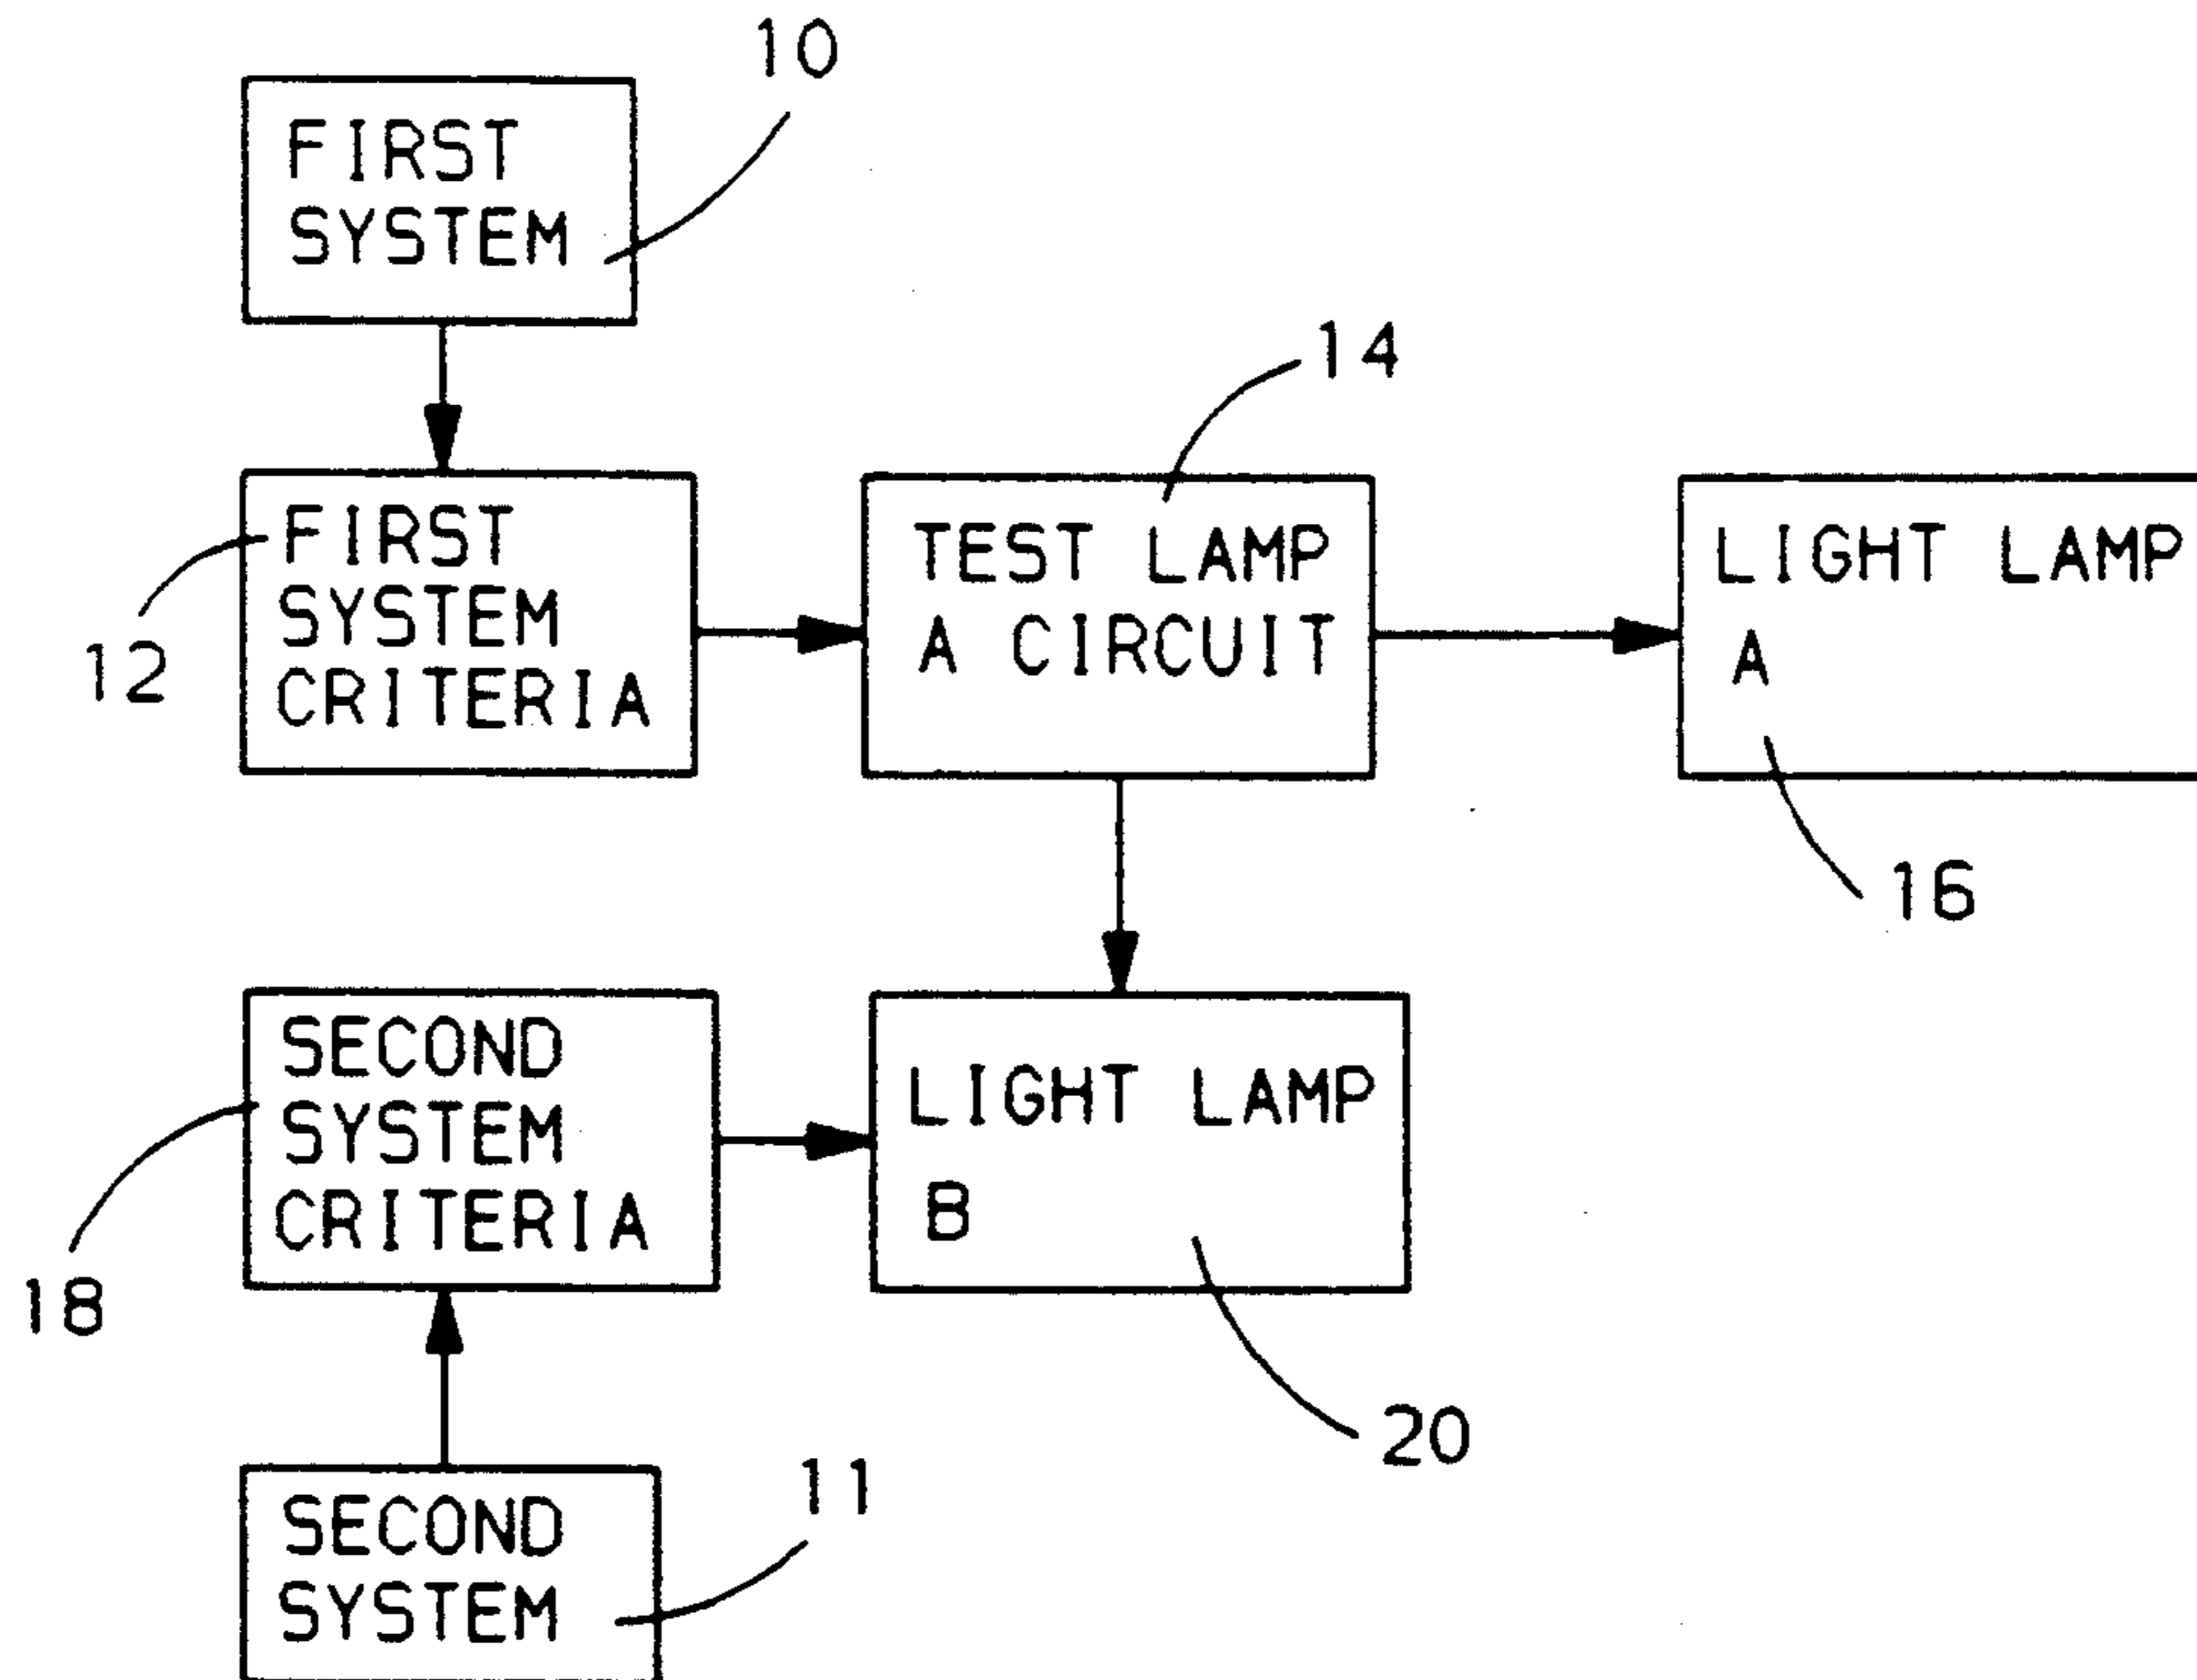 10
FIRST
SYSTEM
14
12
FIRST
SYSTEM
CRITERIA
TEST LAMP
A CIRCUIT
LIGHT LAMP
A
16
18
SECOND
SYSTEM
CRITERIA
LIGHT LAMP
B
20
11
SECOND
SYSTEM